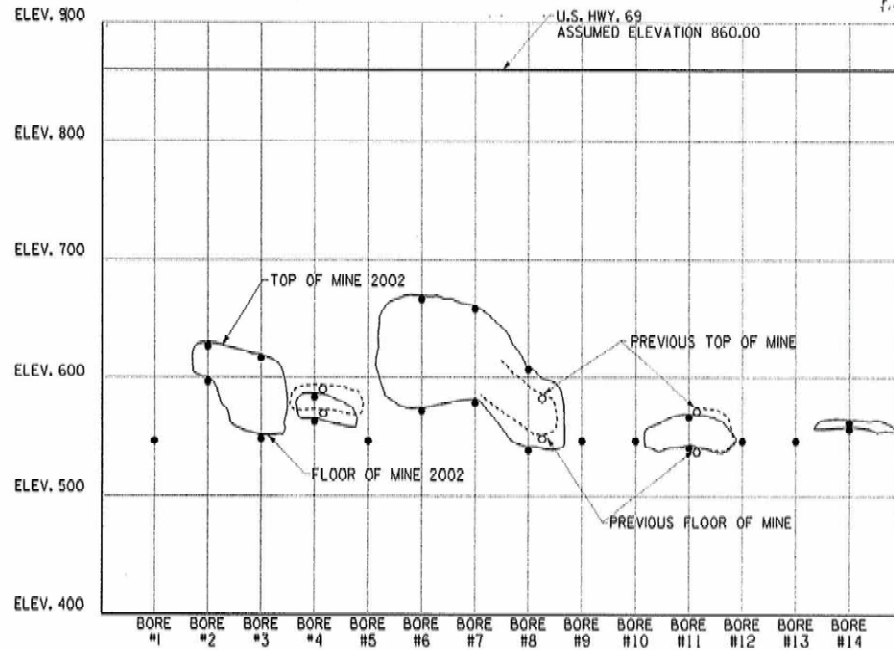 ELEV. 900
U.S. HWY. 69
ASSUMED ELEVATION 860.00
ELEV. 800
ELEV. 700
TOP OF MINE 2002
PREVIOUS TOP OF MINE
ELEV. 600
FLOOR OF MINE 2002
ELEV. 500
PREVIOUS FLOOR OF MINE
ELEV. 400
BORE #1
BORE #2
BORE #3
BORE #4
BORE #5
BORE #6
BORE #7
BORE #8
BORE #9
BORE #10
BORE #11
BORE #12
BORE #13
BORE #14